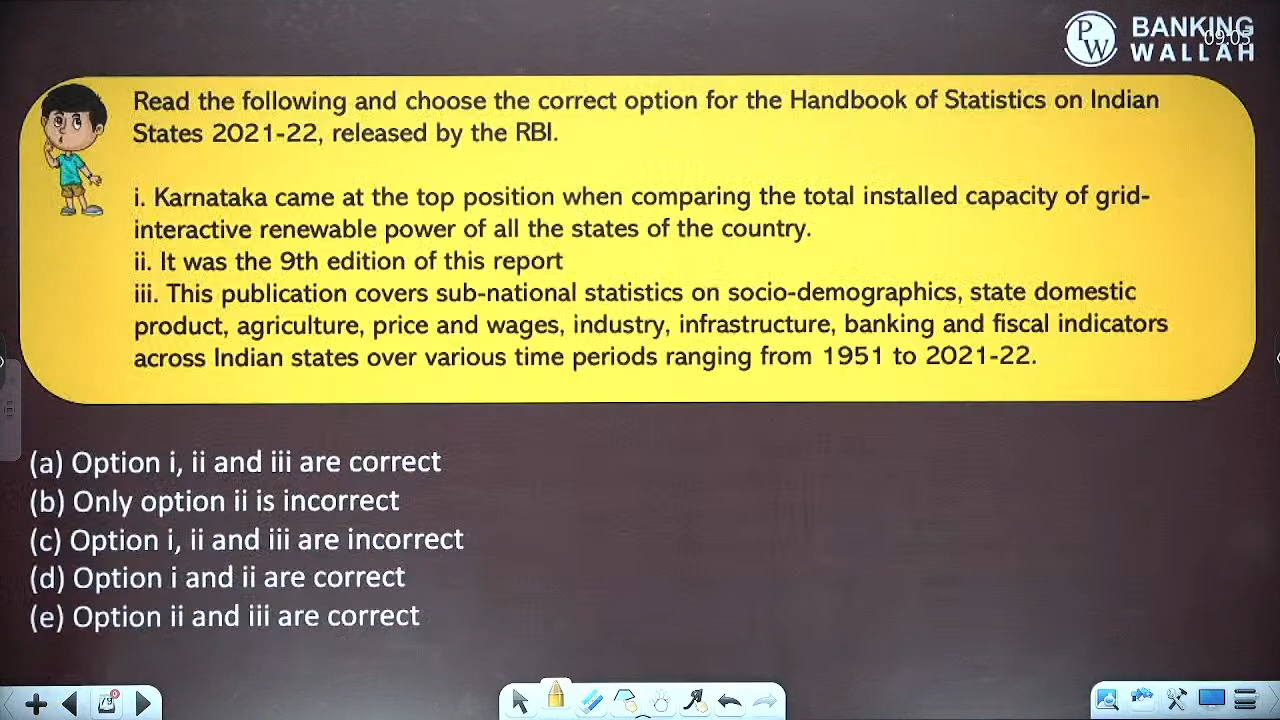 BANKING
WALLAH
09:05
PW
Read the following and choose the correct option for the Handbook of Statistics on Indian
States 2021-22, released by the RBI.
i. Karnataka came at the top position when comparing the total installed capacity of grid-
interactive renewable power of all the states of the country.
ii. It was the 9th edition of this report
iii. This publication covers sub-national statistics on socio-demographics, state domestic
product, agriculture, price and wages, industry, infrastructure, banking and fiscal indicators
across Indian states over various time periods ranging from 1951 to 2021-22.
(a) Option i, ii and iii are correct
(b) Only option ii is incorrect
(c) Option i, ii and iii are incorrect
(d) Option i and ii are correct
(e) Option ii and iii are correct